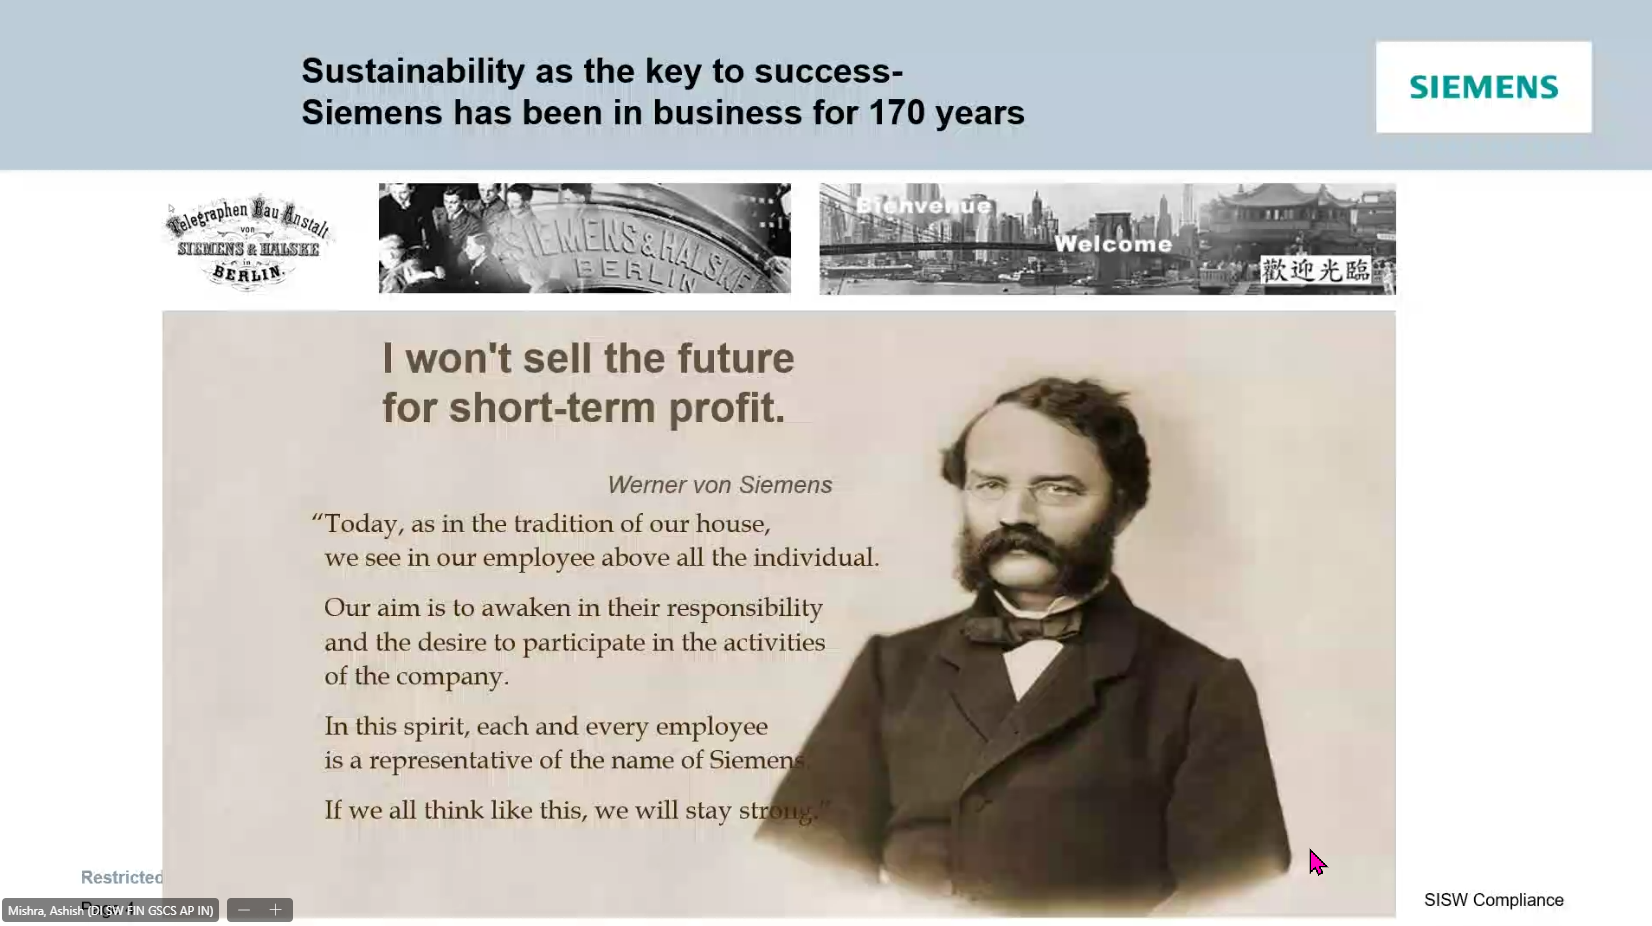 Sustainability as the key to success-
Siemens has been in business for 170 years
SIEMENS
Telegraphen Bau Anstalt
von
SIEMENS & HALSKE
in
BERLIN.
SIEMENS & HALSKE
BERLIN
Bienvenue
Welcome
歡迎光臨
I won't sell the future
for short-term profit.
Werner von Siemens
“Today, as in the tradition of our house,
we see in our employee above all the individual.
Our aim is to awaken in their responsibility
and the desire to participate in the activities
of the company.
In this spirit, each and every employee
is a representative of the name of Siemens.
If we all think like this, we will stay strong.”
Restricted
Mishra, Ashish (DI SW FIN GSCS AP IN)
SISW Compliance